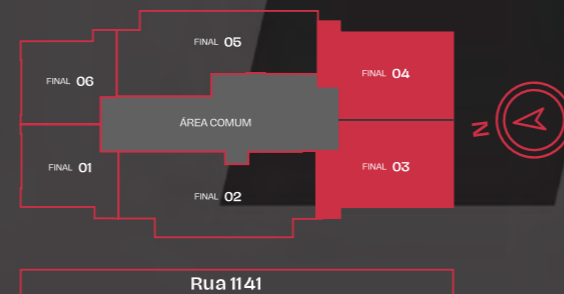 FINAL 05
FINAL 06
FINAL 04
ÁREA COMUM
N
FINAL 01
FINAL 03
FINAL 02
Rua 1141